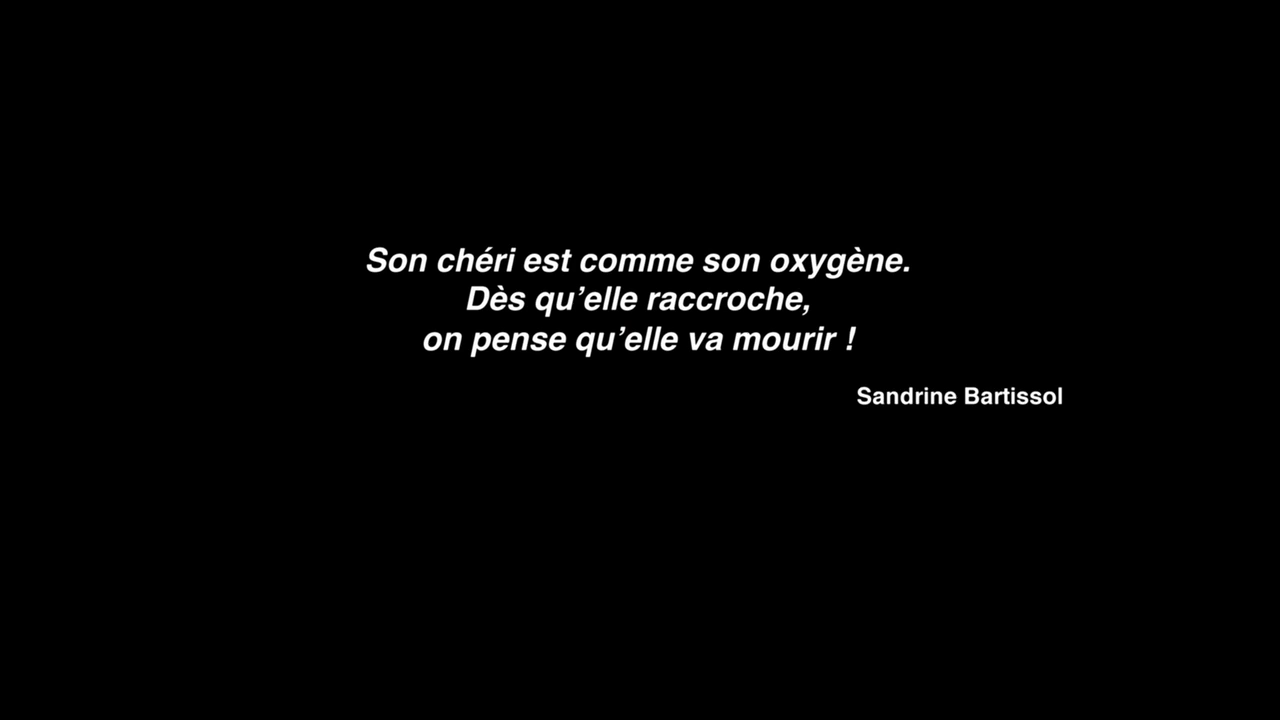 Son chéri est comme son oxygène.
Dès qu’elle raccroche,
on pense qu’elle va mourir !
Sandrine Bartissol